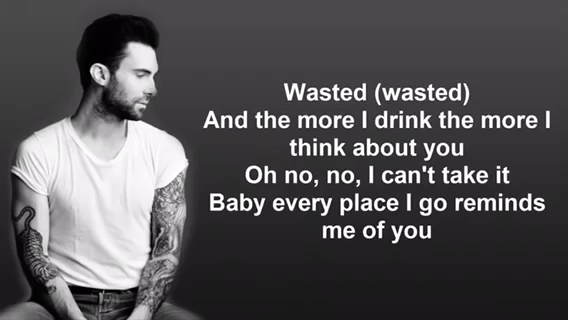 Wasted (wasted)
And the more I drink the more I
think about you
Oh no, no, I can't take it
Baby every place I go reminds
me of you